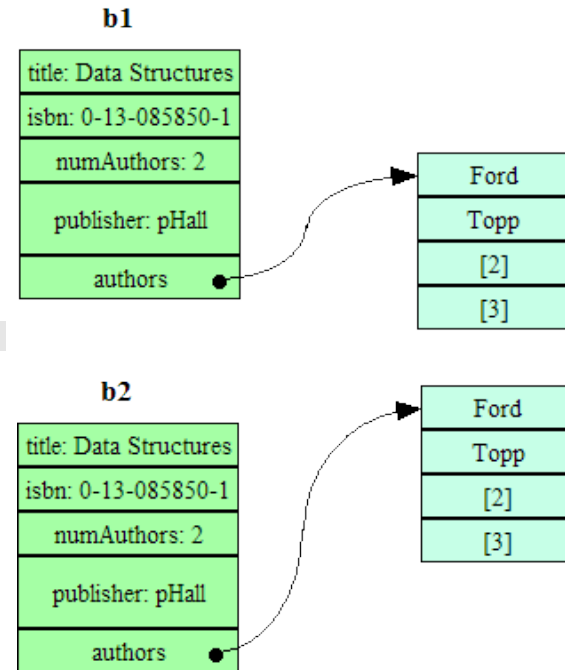 b1
title: Data Structures
isbn: 0-13-085850-1
numAuthors: 2
publisher: pHall
authors
Ford
Topp
[2]
[3]
b2
title: Data Structures
isbn: 0-13-085850-1
numAuthors: 2
publisher: pHall
authors
Ford
Topp
[2]
[3]